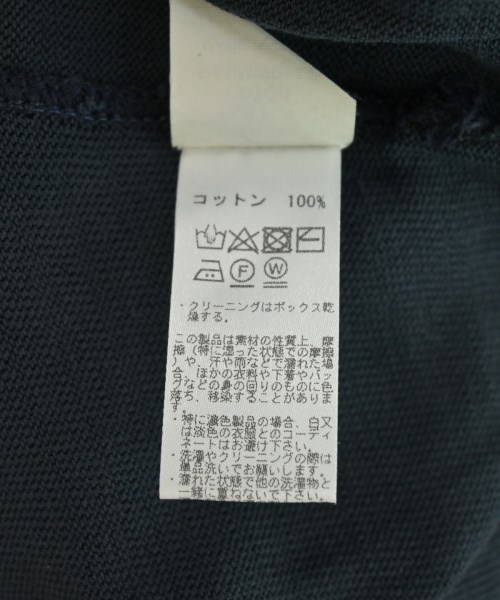 コットン 100%
F W
・クリーニングはボックス乾
燥する。
この製品は素材の性質上、摩擦
(特に湿った状態での摩
擦)や、汗や雨などで濡れた場
合、ほかの衣料や下着やバッ
グなど身の回りのものに色
落ち、移染することがありま
す。
・特に濃色製品の場合、白又
は淡色の衣服とのコーディ
ネートはお避け下さい。
・洗濯やクリーニングの際は
単品洗いでお願いします。
・濡れた状態で他の洗濯物と
一緒に重ねないで下さい。